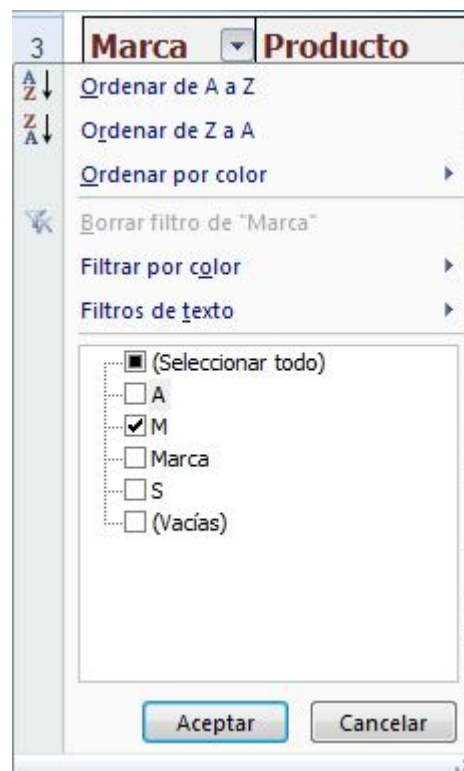 3 Marca Producto
Ordenar de A a Z
Ordenar de Z a A
Ordenar por color
Borrar filtro de "Marca"
Filtrar por color
Filtros de texto
(Seleccionar todo)
A
M
Marca
S
(Vacías)
Aceptar Cancelar